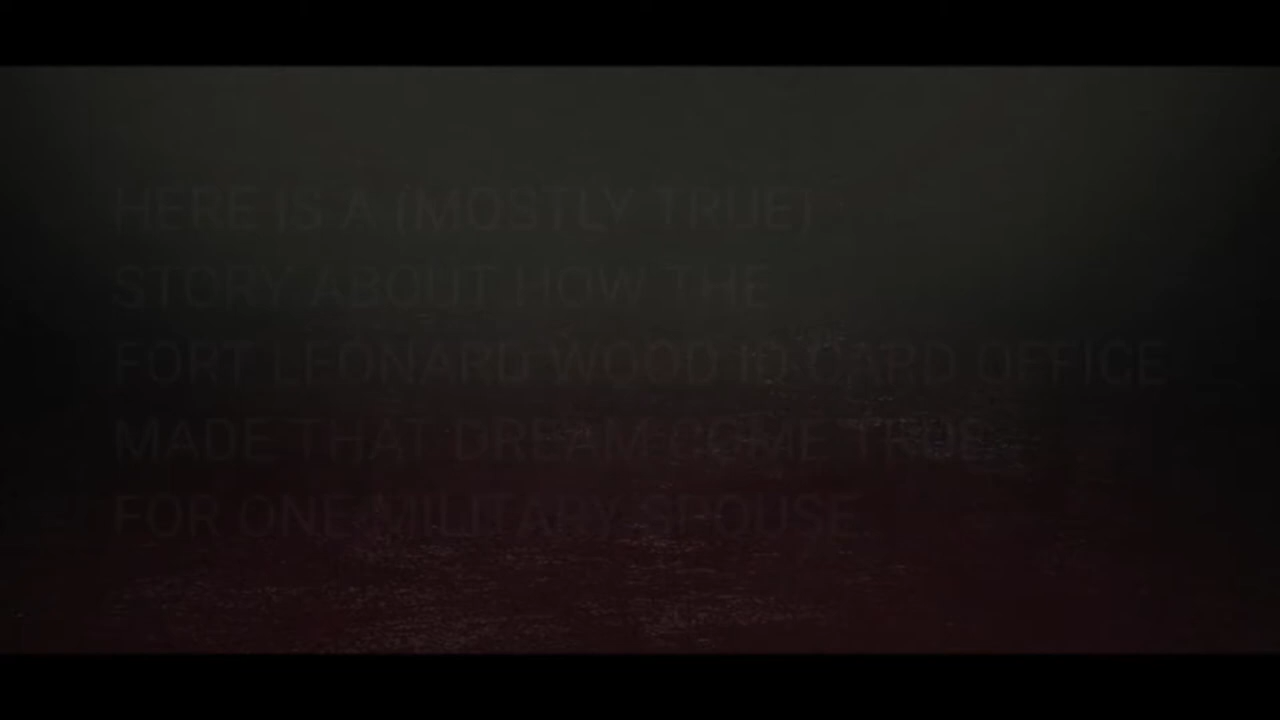 HERE IS A (MOSTLY TRUE)
STORY ABOUT HOW THE
FORT LEONARD WOOD ID CARD OFFICE
MADE THAT DREAM COME TRUE
FOR ONE MILITARY SPOUSE.